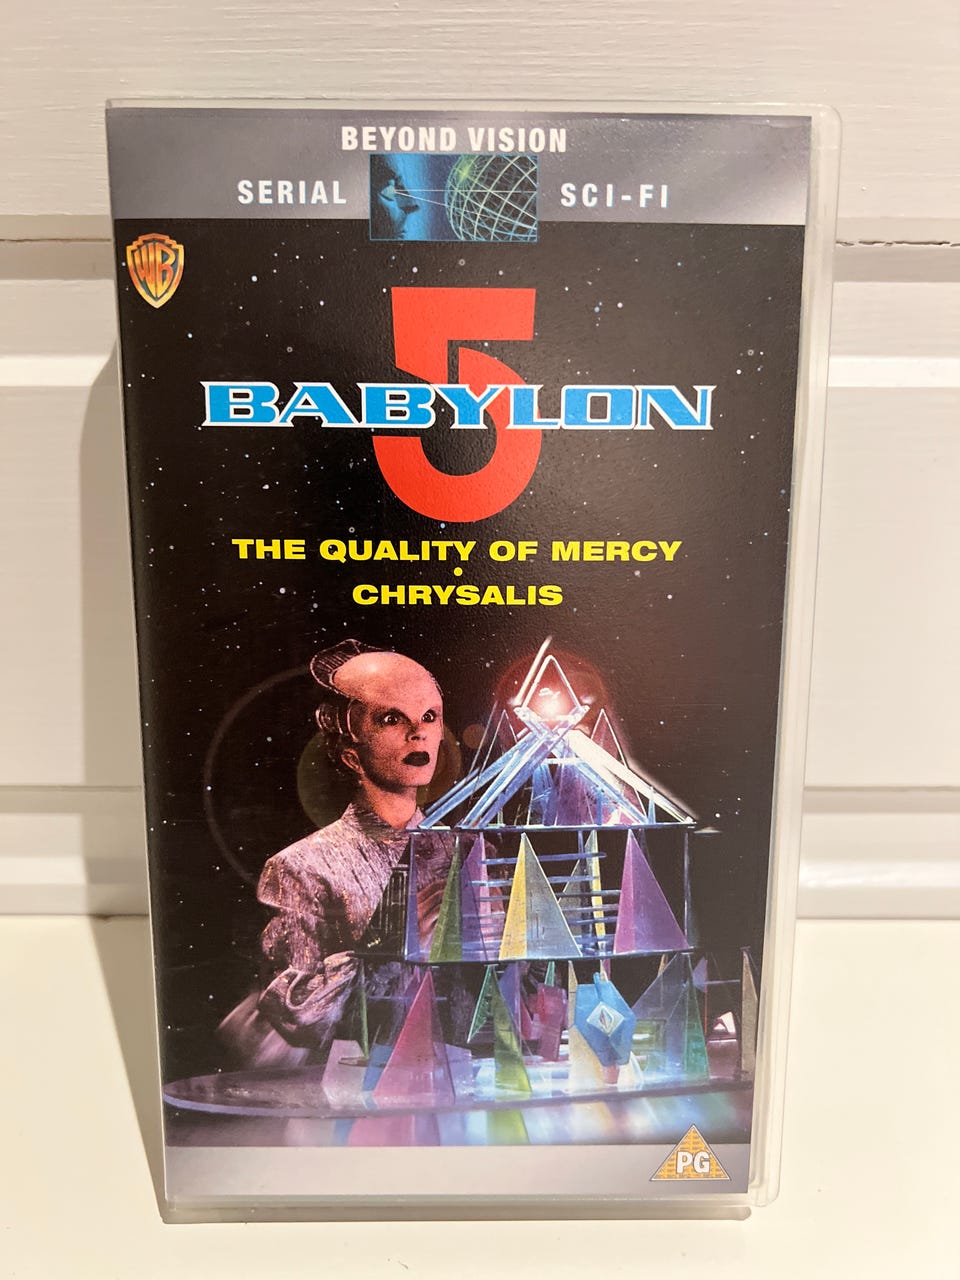 BEYOND VISION
SERIAL SCI-FI
WB
5
BABYLON
THE QUALITY OF MERCY
•
CHRYSALIS
PG